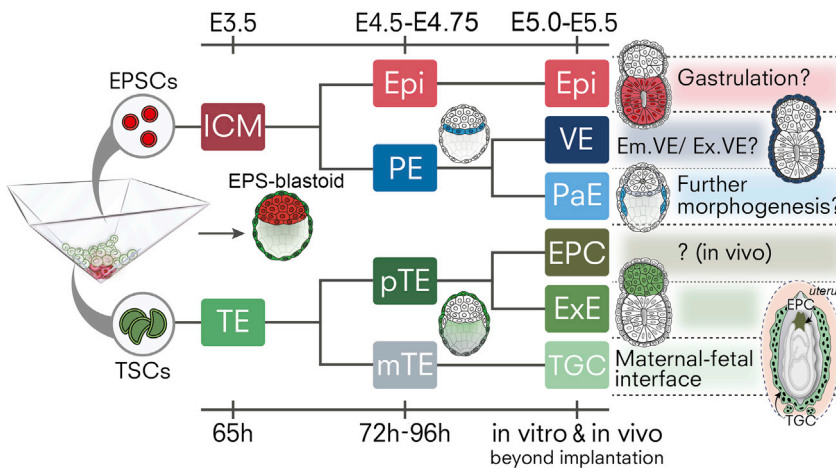 E3.5
E4.5-E4.75
E5.0-E5.5
EPSCs
ICM
Epi
Epi
Gastrulation?
PE
VE
Em.VE/ Ex.VE?
EPS-blastoid
PaE
Further
morphogenesis?
EPC
? (in vivo)
pTE
ExE
TE
TSCs
mTE
TGC
Maternal-fetal
interface
EPC
TGC
65h
72h-96h
in vitro & in vivo
beyond implantation